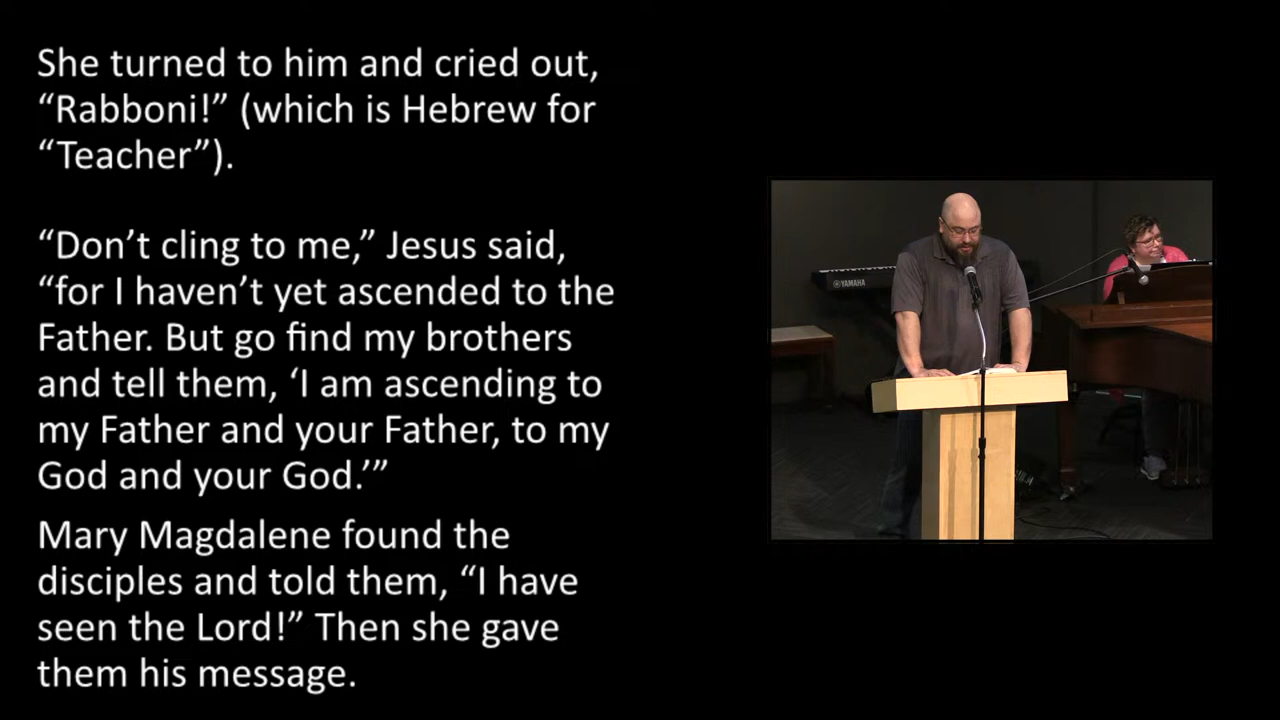 She turned to him and cried out,
“Rabboni!” (which is Hebrew for
“Teacher”).
“Don’t cling to me,” Jesus said,
“for I haven’t yet ascended to the
Father. But go find my brothers
and tell them, ‘I am ascending to
my Father and your Father, to my
God and your God.’”
Mary Magdalene found the
disciples and told them, “I have
seen the Lord!” Then she gave
them his message.
YAMAHA